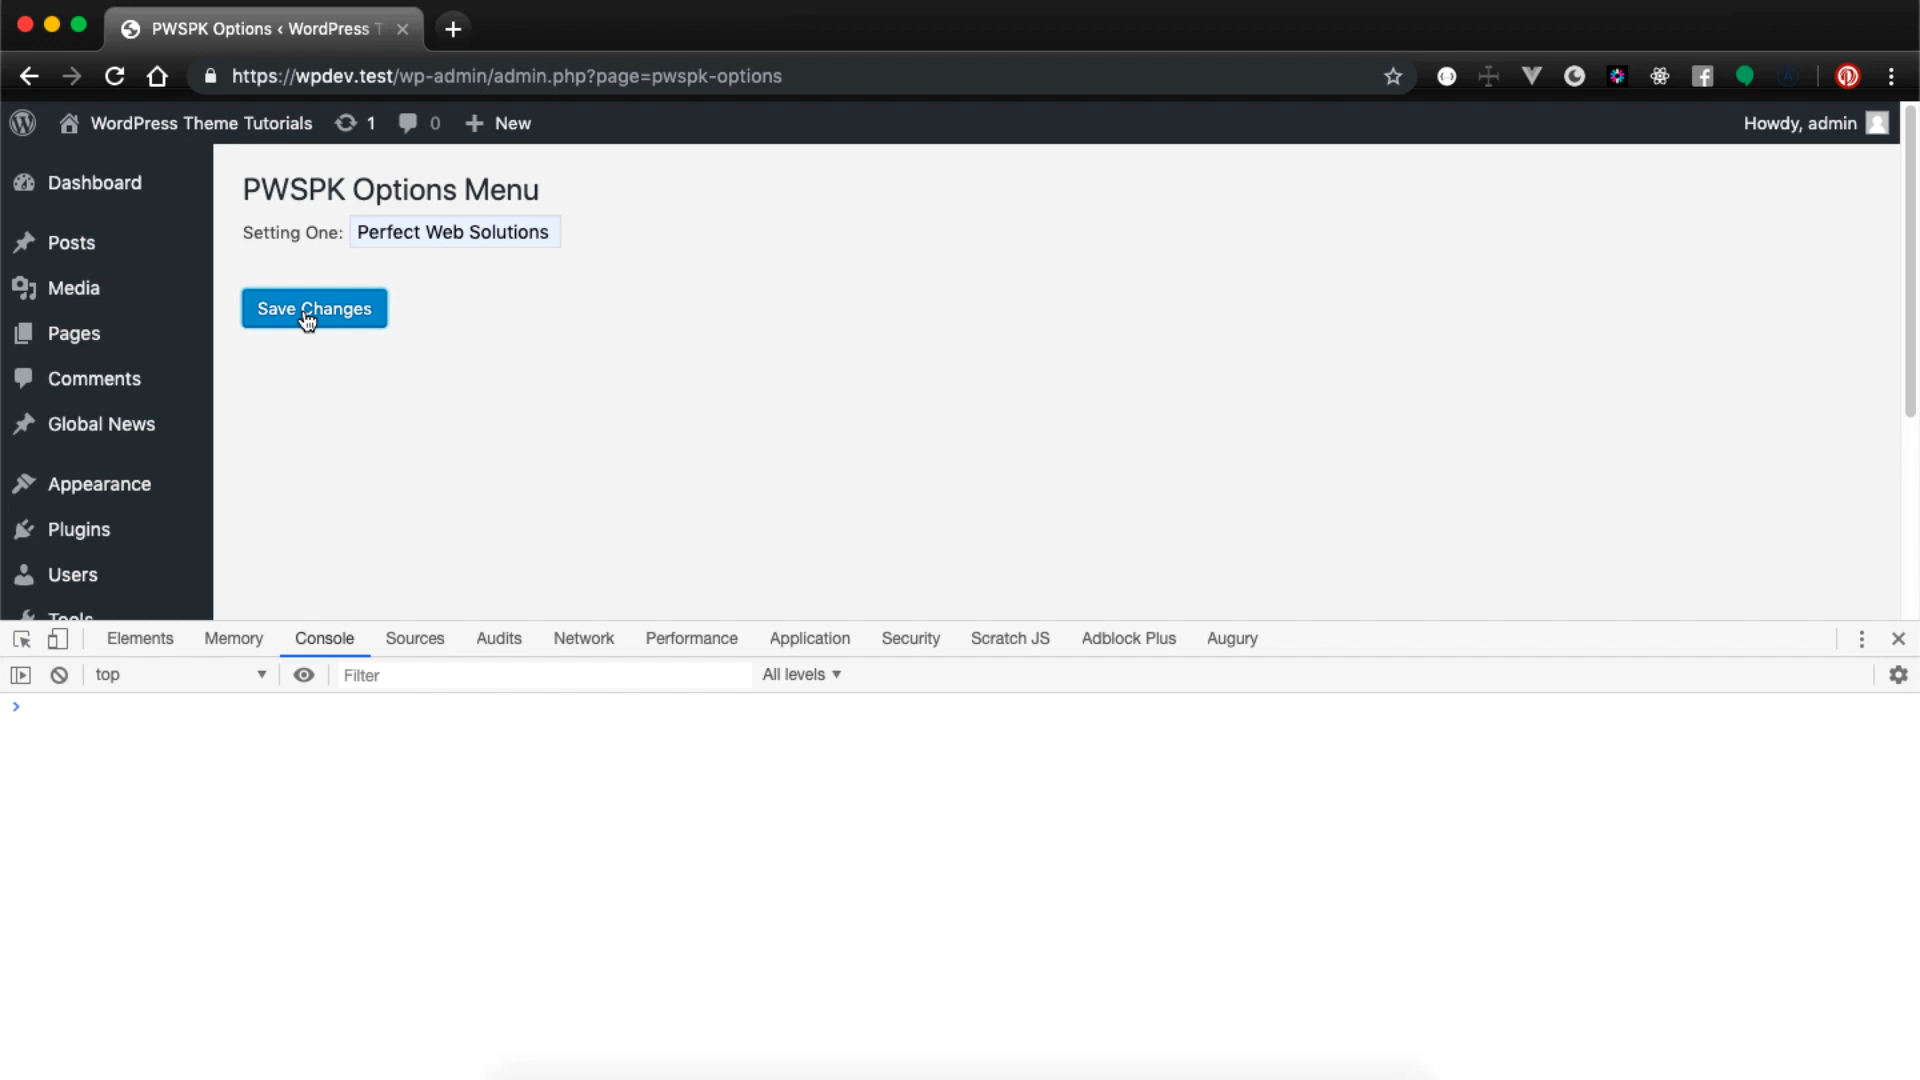 PWSPK Options ‹ WordPress T
https://wpdev.test/wp-admin/admin.php?page=pwspk-options
WordPress Theme Tutorials 1 0 New
Howdy, admin
Dashboard
Posts
Media
Pages
Comments
Global News
Appearance
Plugins
Users
Tools
PWSPK Options Menu
Setting One: Perfect Web Solutions
Save Changes
Elements Memory Console Sources Audits Network Performance Application Security Scratch JS Adblock Plus Augury
top Filter All levels